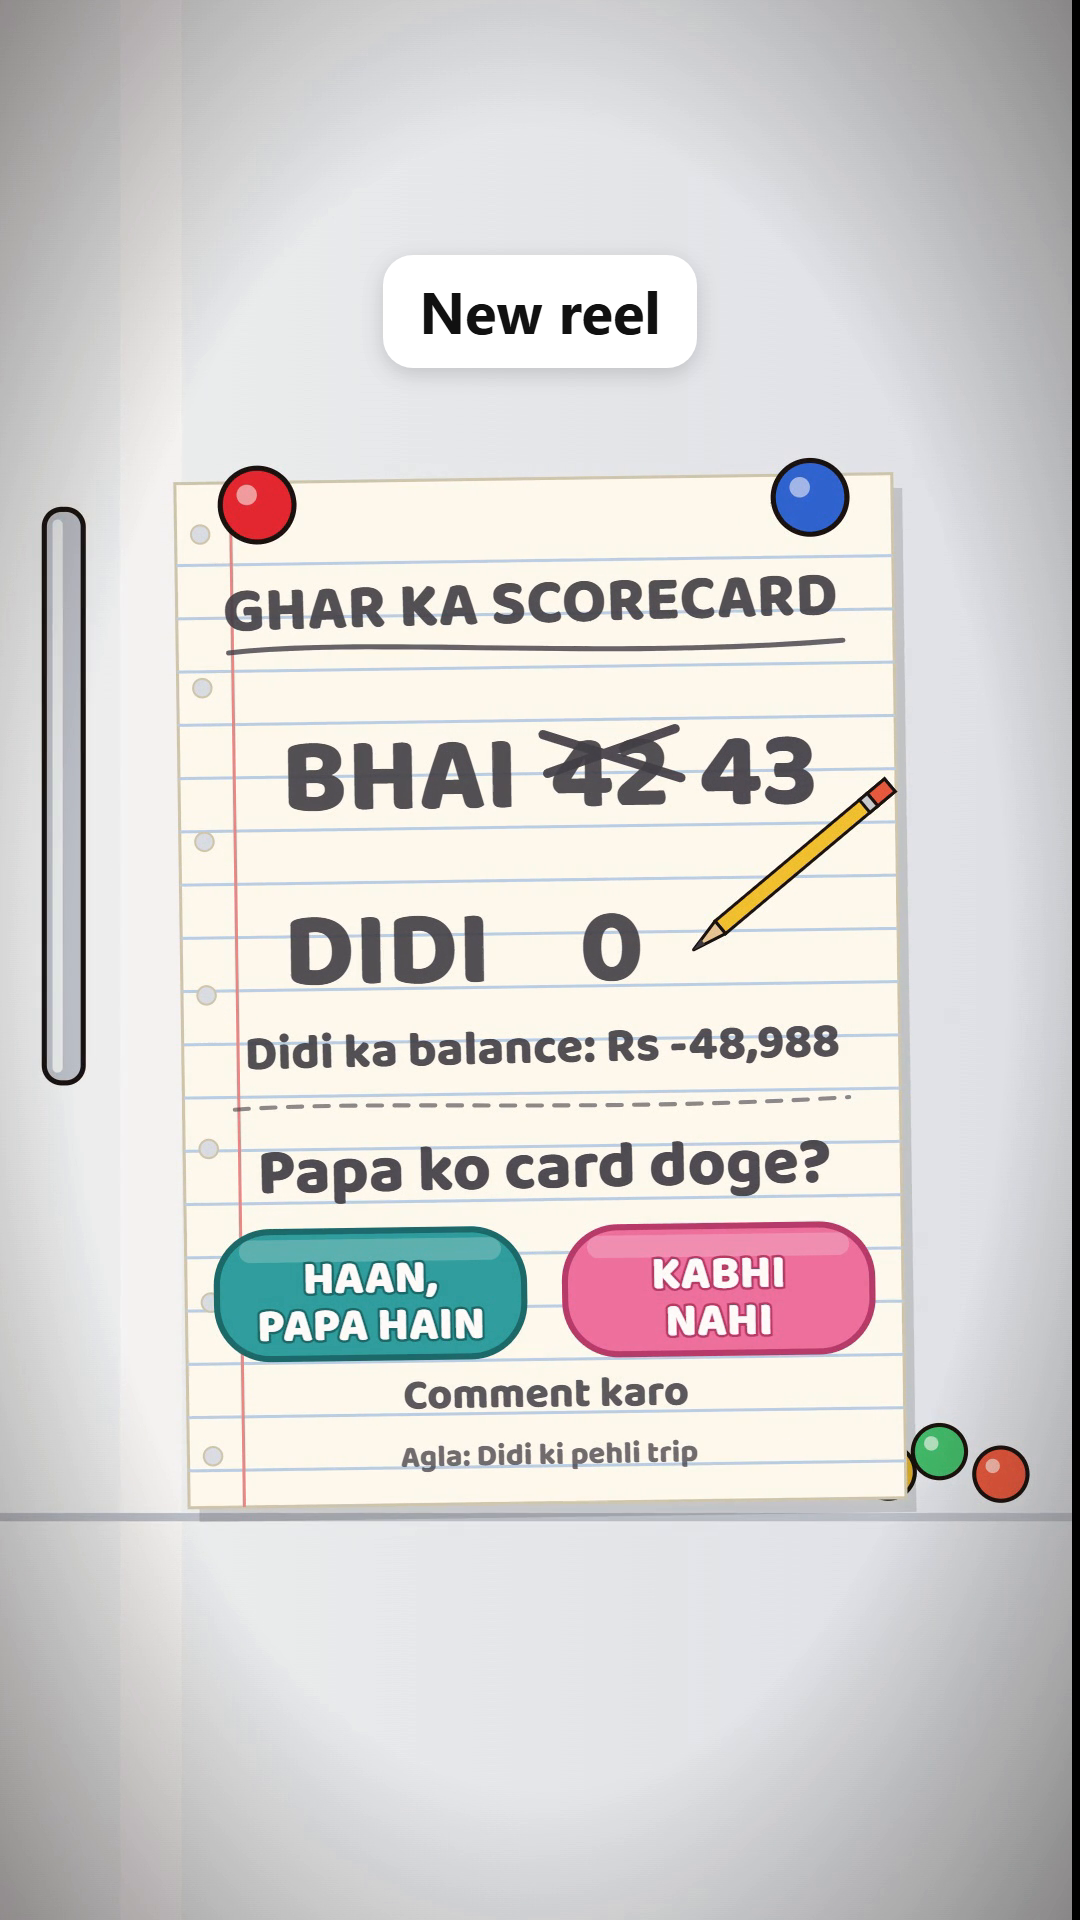 New reel
GHAR KA SCORECARD
BHAI 42 43
DIDI 0
Didi ka balance: Rs -48,988
Papa ko card doge?
HAAN,
PAPA HAIN
KABHI
NAHI
Comment karo
Agla: Didi ki pehli trip